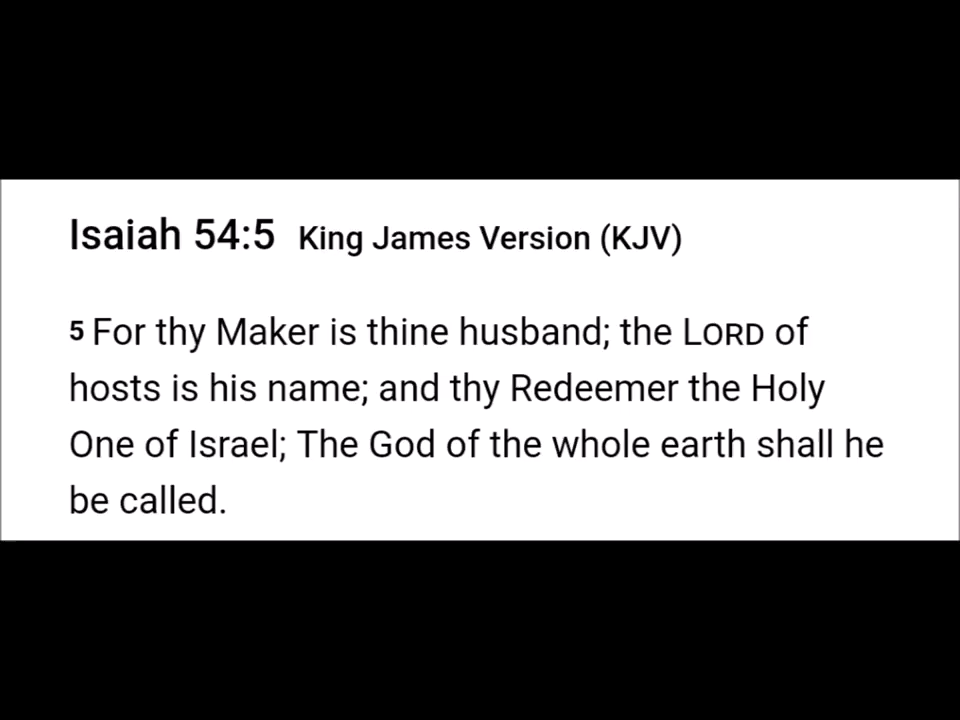 Isaiah 54:5 King James Version (KJV)
5 For thy Maker is thine husband; the LORD of
hosts is his name; and thy Redeemer the Holy
One of Israel; The God of the whole earth shall he
be called.